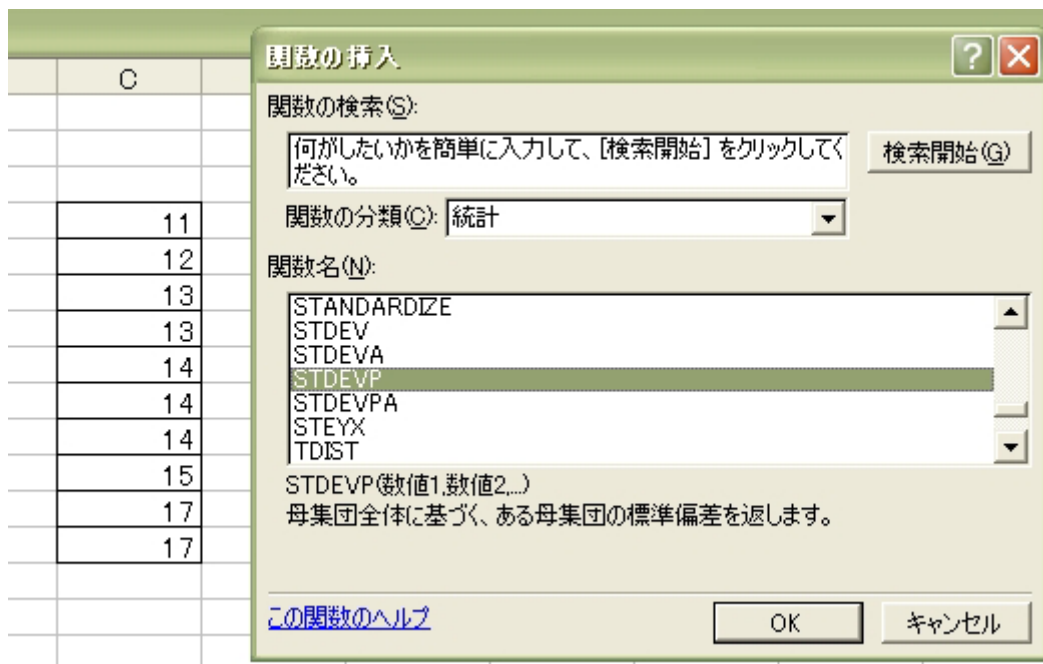 関数の挿入
C
関数の検索(S):
何がしたいかを簡単に入力して、[検索開始] をクリックしてく
ださい。
検索開始(G)
関数の分類(C): 統計
関数名(N):
STANDARDIZE
STDEV
STDEVA
STDEVP
STDEVPA
STEYX
TDIST
STDEVP(数値1,数値2,...)
母集団全体に基づく、ある母集団の標準偏差を返します。
この関数のヘルプ
OK
キャンセル
11
12
13
13
14
14
14
15
17
17